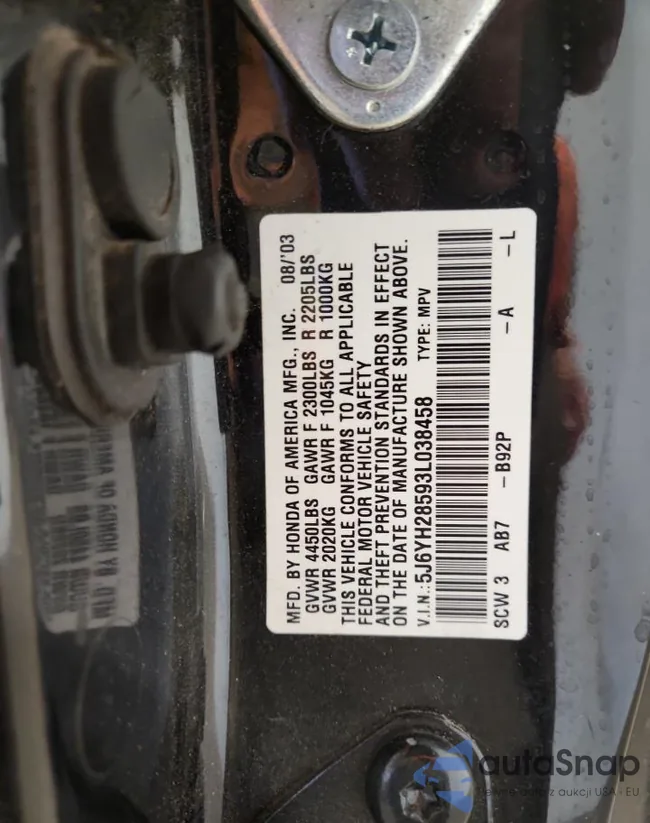 MFD. BY HONDA OF AMERICA MFG., INC. 08/'03
GVWR 4450LBS GAWR F 2300LBS R 2205LBS
GVWR 2020KG GAWR F 1045KG R 1000KG
THIS VEHICLE CONFORMS TO ALL APPLICABLE
FEDERAL MOTOR VEHICLE SAFETY
AND THEFT PREVENTION STANDARDS IN EFFECT
ON THE DATE OF MANUFACTURE SHOWN ABOVE.
V.I.N.:5J6YH28593L038458 TYPE: MPV
SCW 3 AB7 -B92P -A -L
autoSnap